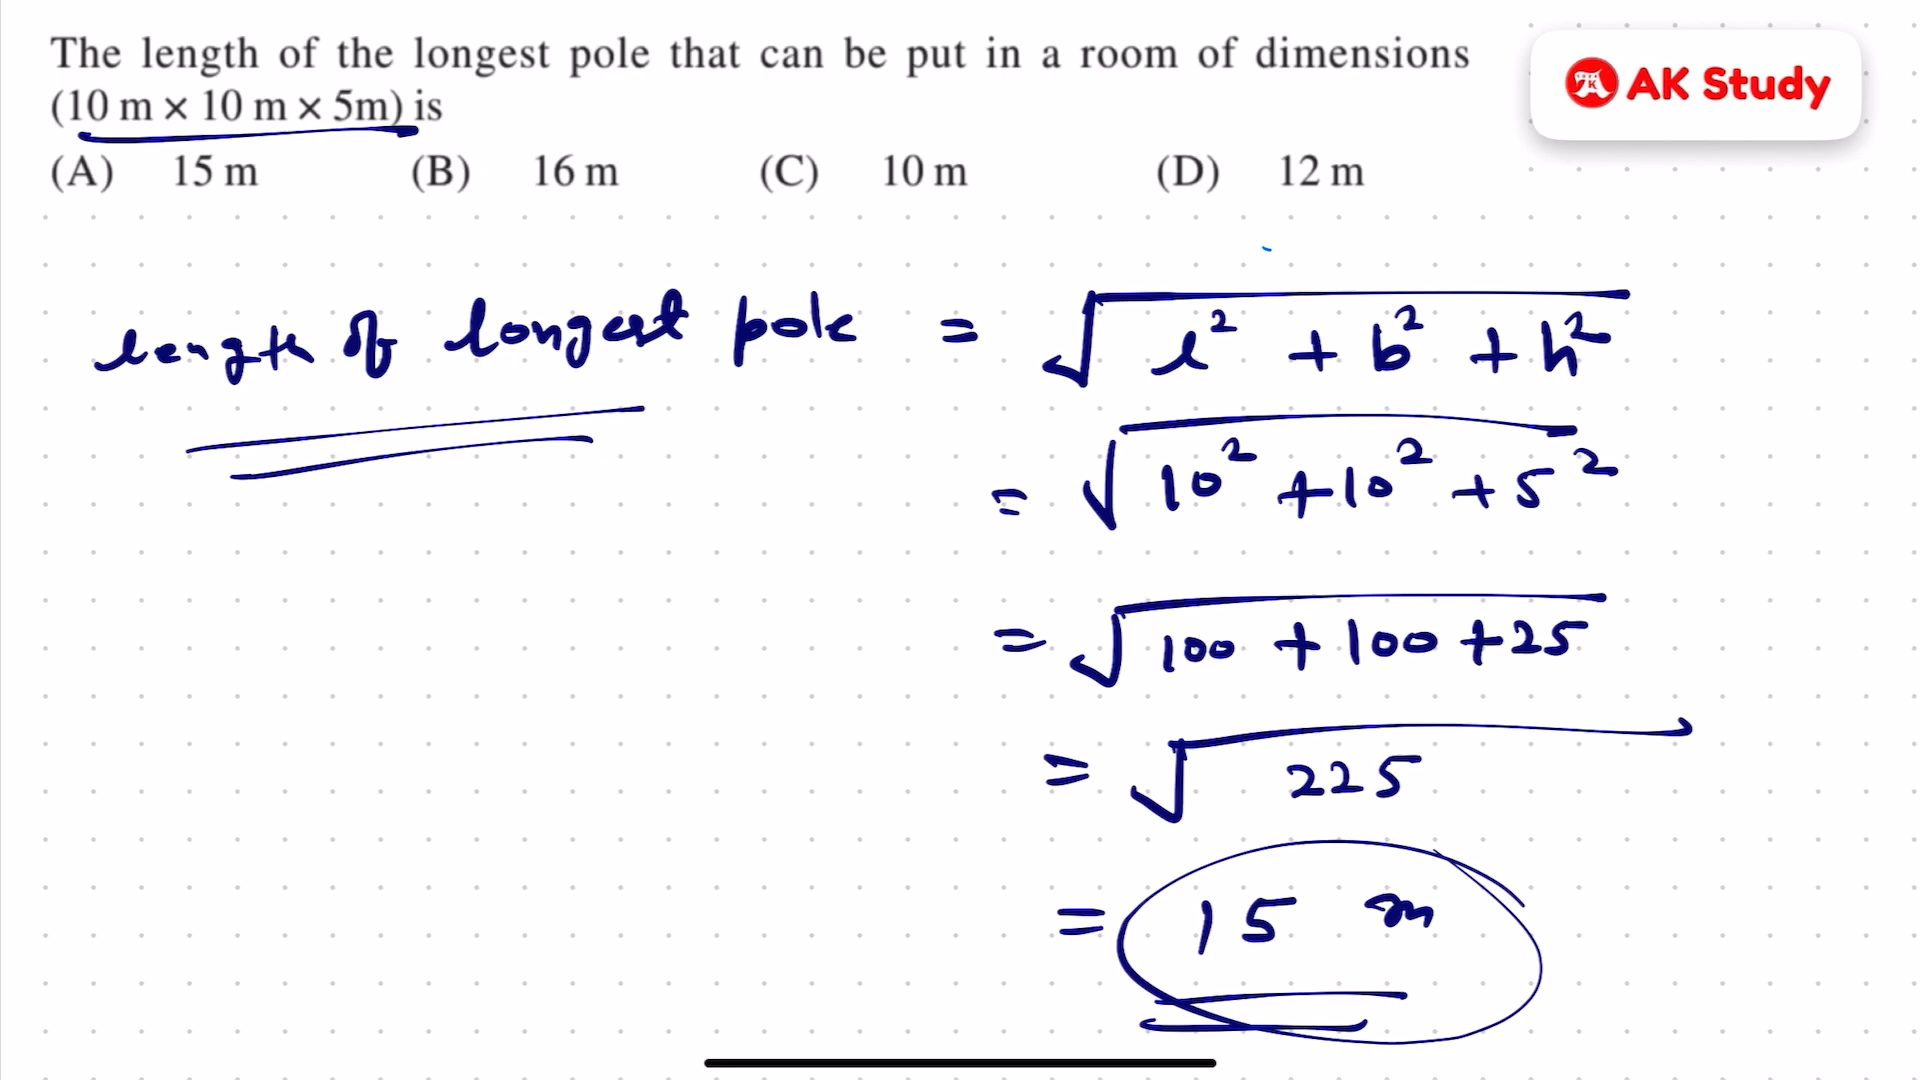 The length of the longest pole that can be put in a room of dimensions
(10 m × 10 m × 5m) is
(A) 15 m (B) 16 m (C) 10 m (D) 12 m
AK Study
length of longest pole = √(l² + b² + h²)
= √(10² + 10² + 5²)
= √(100 + 100 + 25)
= √225
= 15 m